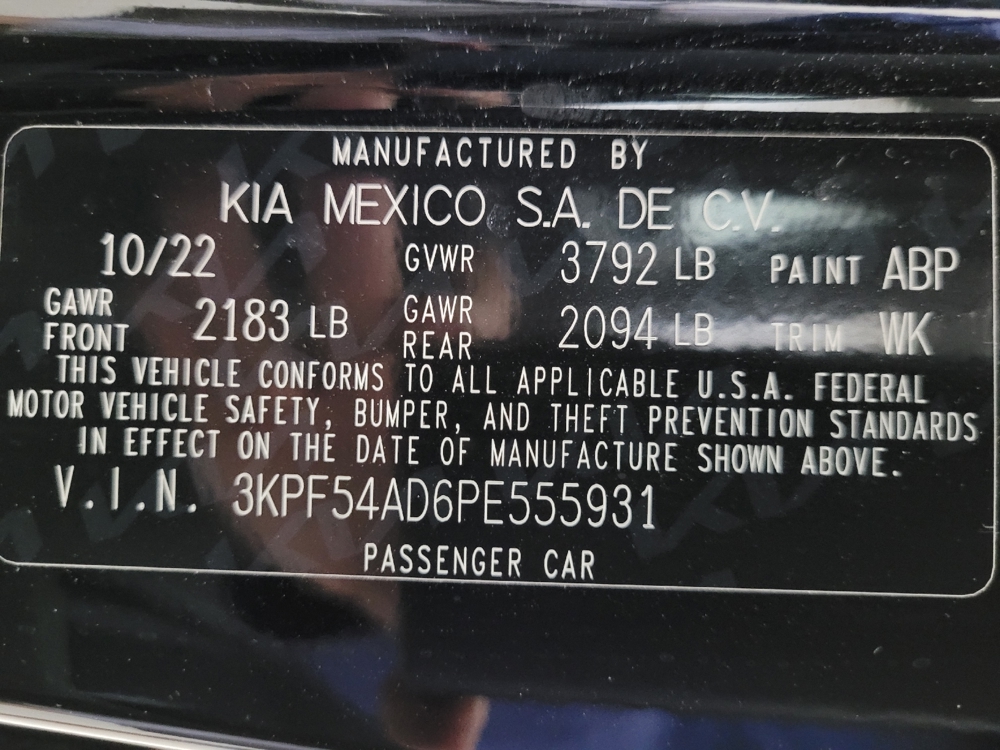 MANUFACTURED BY
KIA MEXICO S.A. DE C.V.
10/22 GVWR 3792 LB PAINT ABP
GAWR FRONT 2183 LB GAWR REAR 2094 LB TRIM WK
THIS VEHICLE CONFORMS TO ALL APPLICABLE U.S.A. FEDERAL
MOTOR VEHICLE SAFETY, BUMPER, AND THEFT PREVENTION STANDARDS
IN EFFECT ON THE DATE OF MANUFACTURE SHOWN ABOVE.
V.I.N. 3KPF54AD6PE555931
PASSENGER CAR